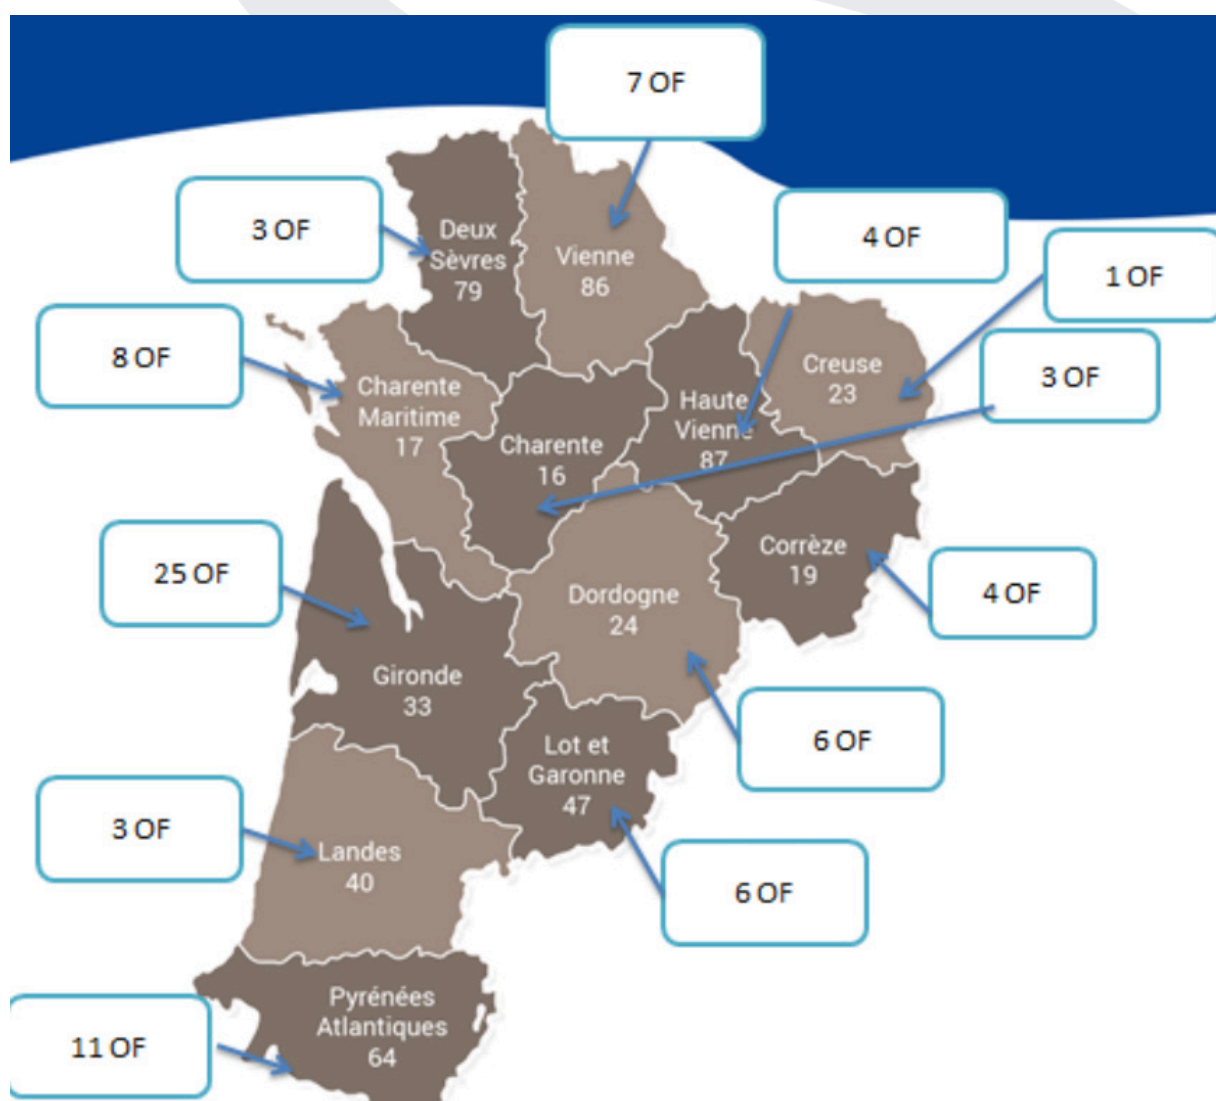 7 OF
3 OF
4 OF
1 OF
8 OF
3 OF
25 OF
4 OF
6 OF
3 OF
6 OF
11 OF
Deux
Sèvres
79
Vienne
86
Creuse
23
Charente
Maritime
17
Haute
Vienne
87
Charente
16
Corrèze
19
Dordogne
24
Gironde
33
Lot et
Garonne
47
Landes
40
Pyrénées
Atlantiques
64